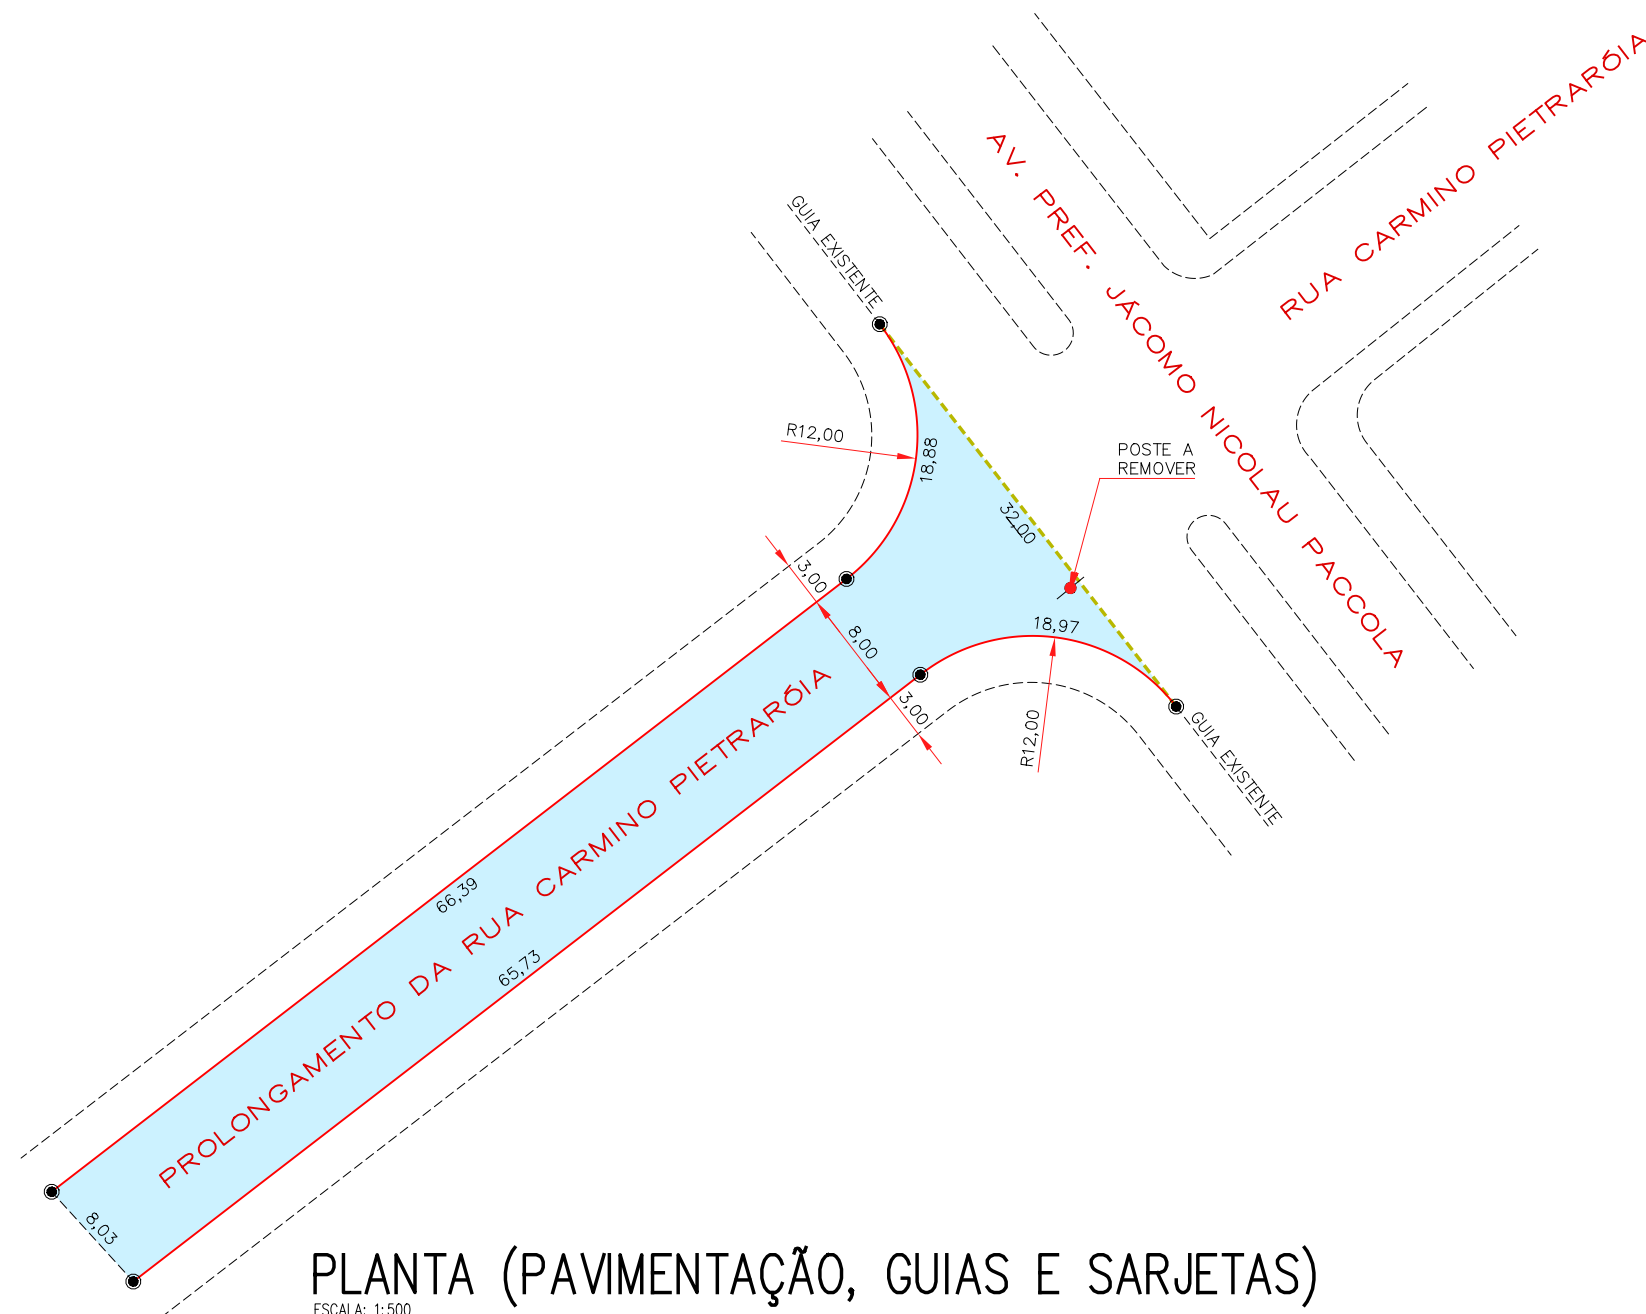 RUA CARMINO PIETRARÓIA
AV. PREF. JÁCOMO NICOLAU PACCOLA
GUIA EXISTENTE
R12,00
18,88
POSTE A
REMOVER
32,00
3,00
8,00
18,97
3,00
R12,00
GUIA EXISTENTE
PROLONGAMENTO DA RUA CARMINO PIETRARÓIA
66,39
65,73
8,03
PLANTA (PAVIMENTAÇÃO, GUIAS E SARJETAS)
ESCALA: 1:500